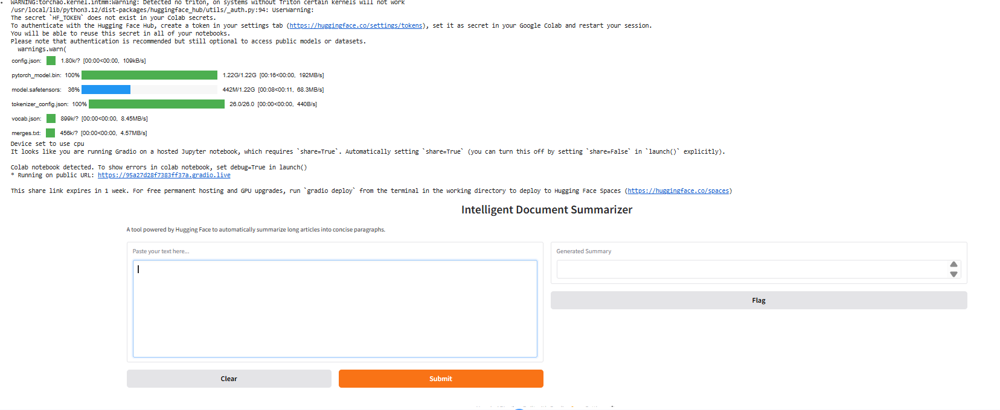 WARNING:torchao.kernel.intmm:Warning: Detected no triton, on systems without Triton certain kernels will not work
/usr/local/lib/python3.12/dist-packages/huggingface_hub/utils/_auth.py:94: UserWarning:
The secret `HF_TOKEN` does not exist in your Colab secrets.
To authenticate with the Hugging Face Hub, create a token in your settings tab (https://huggingface.co/settings/tokens), set it as secret in your Google Colab and restart your session.
You will be able to reuse this secret in all of your notebooks.
Please note that authentication is recommended but still optional to access public models or datasets.
warnings.warn(
config.json: 1.80k/? [00:00<00:00, 109kB/s]
pytorch_model.bin: 100% 1.22G/1.22G [00:16<00:00, 192MB/s]
model.safetensors: 36% 442M/1.22G [00:08<00:11, 68.3MB/s]
tokenizer_config.json: 100% 26.0/26.0 [00:00<00:00, 440B/s]
vocab.json: 899k/? [00:00<00:00, 8.45MB/s]
merges.txt: 456k/? [00:00<00:00, 4.57MB/s]
Device set to use cpu
It looks like you are running Gradio on a hosted Jupyter notebook, which requires `share=True`. Automatically setting `share=True` (you can turn this off by setting `share=False` in `launch()` explicitly).
Colab notebook detected. To show errors in colab notebook, set debug=True in launch()
* Running on public URL: https://95a27d28f7383ff37a.gradio.live
This share link expires in 1 week. For free permanent hosting and GPU upgrades, run `gradio deploy` from the terminal in the working directory to deploy to Hugging Face Spaces (https://huggingface.co/spaces)
Intelligent Document Summarizer
A tool powered by Hugging Face to automatically summarize long articles into concise paragraphs.
Paste your text here...
Generated Summary
Flag
Clear
Submit